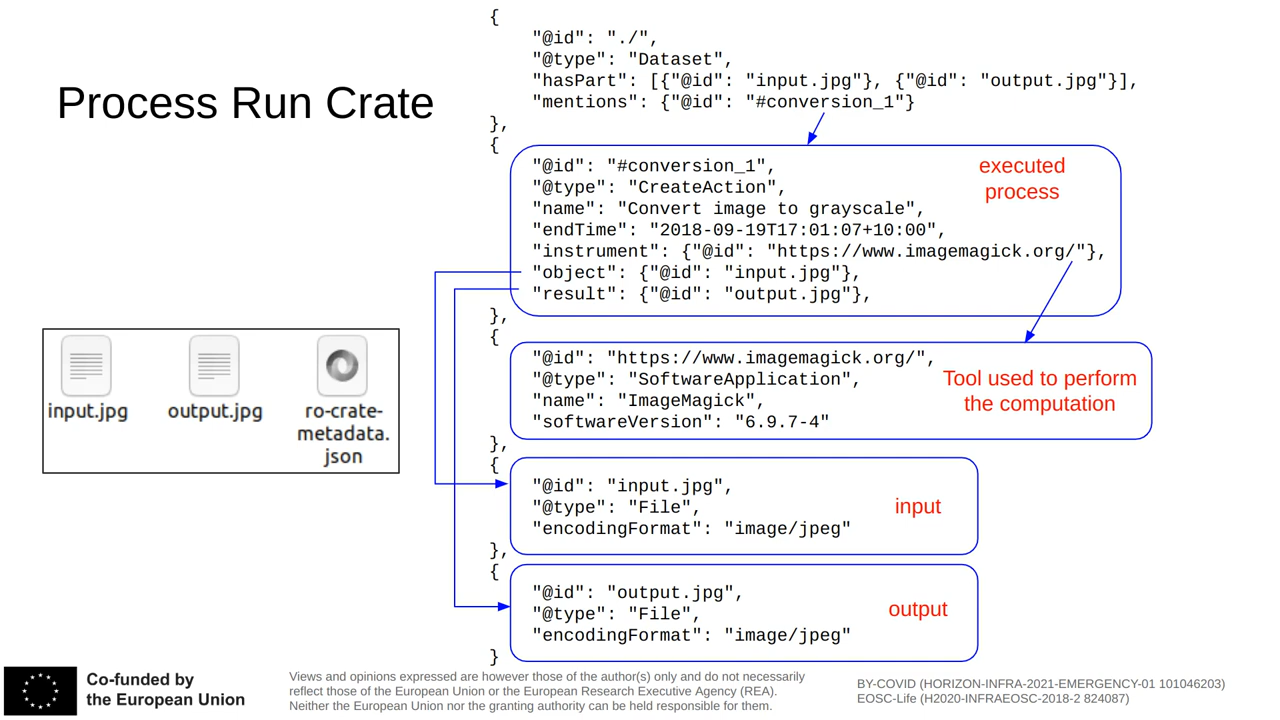 Process Run Crate
{
"@id": "./",
"@type": "Dataset",
"hasPart": [{"@id": "input.jpg"}, {"@id": "output.jpg"}],
"mentions": {"@id": "#conversion_1"}
},
{
"@id": "#conversion_1",
"@type": "CreateAction",
"name": "Convert image to grayscale",
"endTime": "2018-09-19T17:01:07+10:00",
"instrument": {"@id": "https://www.imagemagick.org/"},
"object": {"@id": "input.jpg"},
"result": {"@id": "output.jpg"},
executed
process
},
{
"@id": "https://www.imagemagick.org/",
"@type": "SoftwareApplication",
"name": "ImageMagick",
"softwareVersion": "6.9.7-4"
Tool used to perform
the computation
},
{
"@id": "input.jpg",
"@type": "File",
"encodingFormat": "image/jpeg"
input
},
{
"@id": "output.jpg",
"@type": "File",
"encodingFormat": "image/jpeg"
output
}
input.jpg
output.jpg
ro-crate-
metadata.
json
Co-funded by
the European Union
Views and opinions expressed are however those of the author(s) only and do not necessarily
reflect those of the European Union or the European Research Executive Agency (REA).
Neither the European Union nor the granting authority can be held responsible for them.
BY-COVID (HORIZON-INFRA-2021-EMERGENCY-01 101046203)
EOSC-Life (H2020-INFRAEOSC-2018-2 824087)